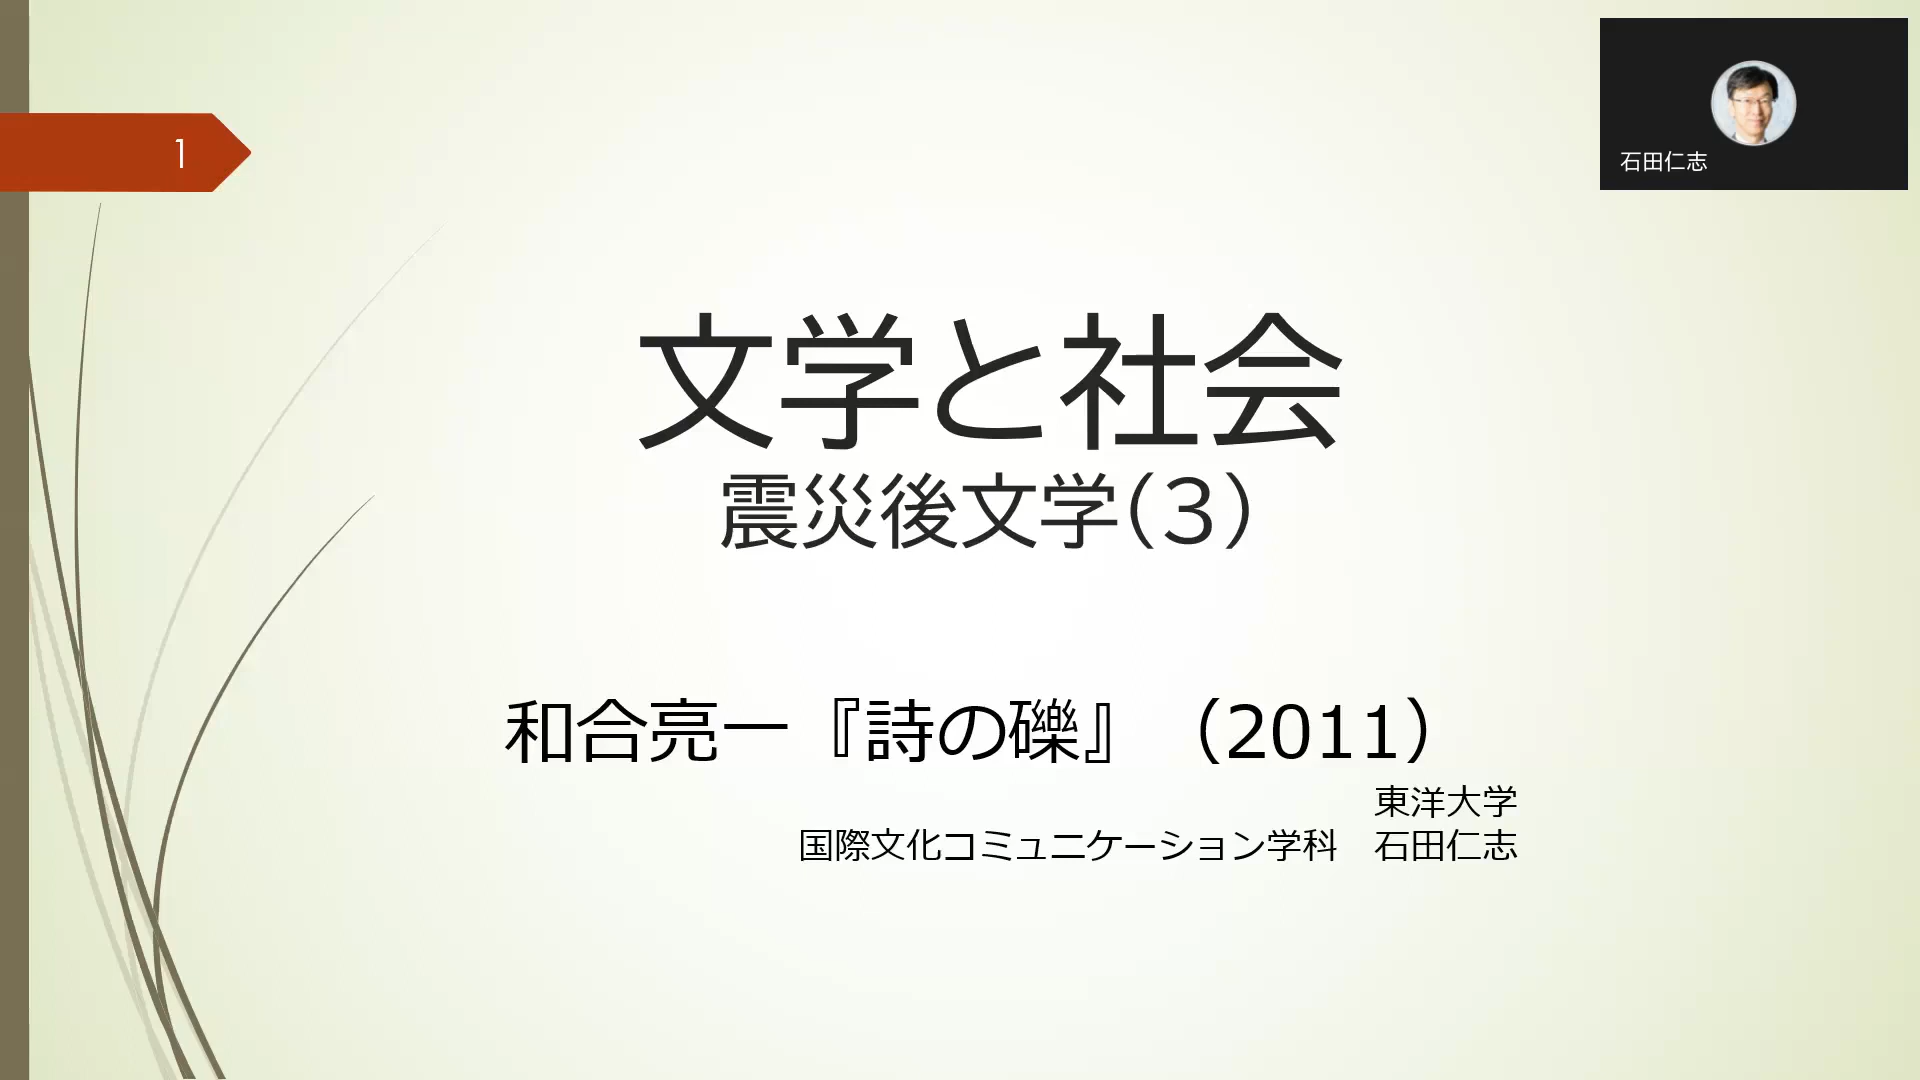 1
石田仁志
文学と社会
震災後文学（３）
和合亮一『詩の礫』（2011）
東洋大学
国際文化コミュニケーション学科　石田仁志